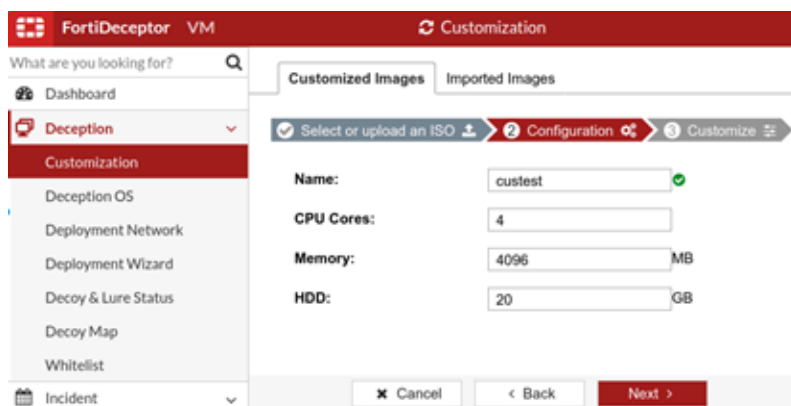 FortiDeceptor VM
Customization
What are you looking for?
Dashboard
Deception
Customization
Deception OS
Deployment Network
Deployment Wizard
Decoy & Lure Status
Decoy Map
Whitelist
Incident
Customized Images
Imported Images
Select or upload an ISO
2 Configuration
3 Customize
Name: custest
CPU Cores: 4
Memory: 4096 MB
HDD: 20 GB
Cancel
< Back
Next >